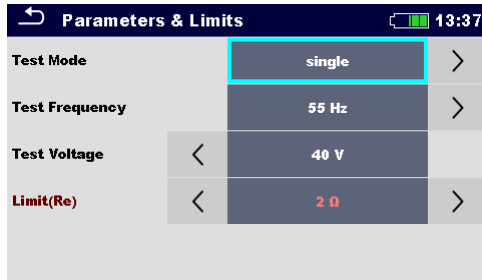 Parameters & Limits 13:37
Test Mode single
Test Frequency 55 Hz
Test Voltage 40 V
Limit(Re) 2 Ω